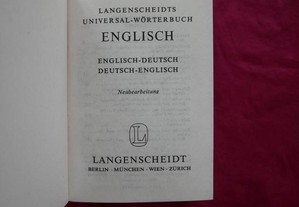 LANGENSCHEIDTS
UNIVERSAL-WÖRTERBUCH
ENGLISCH
ENGLISCH-DEUTSCH
DEUTSCH-ENGLISCH
Neubearbeitung
L
LANGENSCHEIDT
BERLIN · MÜNCHEN · WIEN · ZÜRICH